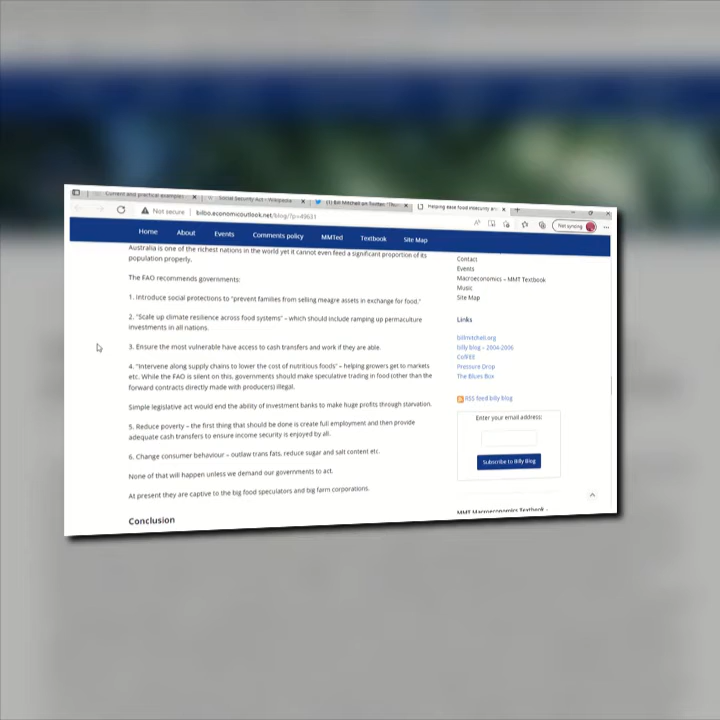 Current and practical examples
Social Security Act - Wikipedia
(1) Bill Mitchell on Twitter: "This
Helping ease food insecurity and
Not secure | bilbo.economicoutlook.net/blog/?p=49631
Not syncing
Home About Events Comments policy MMTed Textbook Site Map
Australia is one of the richest nations in the world yet it cannot even feed a significant proportion of its
population properly.
The FAO recommends governments:
1. Introduce social protections to "prevent families from selling meagre assets in exchange for food."
2. "Scale up climate resilience across food systems" – which should include ramping up permaculture
investments in all nations.
3. Ensure the most vulnerable have access to cash transfers and work if they are able.
4. "Intervene along supply chains to lower the cost of nutritious foods" – helping growers get to markets
etc. While the FAO is silent on this, governments should make speculative trading in food (other than the
forward contracts directly made with producers) illegal.
Simple legislative act would end the ability of investment banks to make huge profits through starvation.
5. Reduce poverty – the first thing that should be done is create full employment and then provide
adequate cash transfers to ensure income security is enjoyed by all.
6. Change consumer behaviour – outlaw trans fats, reduce sugar and salt content etc.
None of that will happen unless we demand our governments to act.
At present they are captive to the big food speculators and big farm corporations.
Conclusion
Contact
Events
Macroeconomics – MMT Textbook
Music
Site Map
Links
billmitchell.org
billy blog – 2004-2006
CofFEE
Pressure Drop
The Blues Box
RSS feed billy blog
Enter your email address:
Subscribe to Billy Blog
MMT Macroeconomics Textbook -